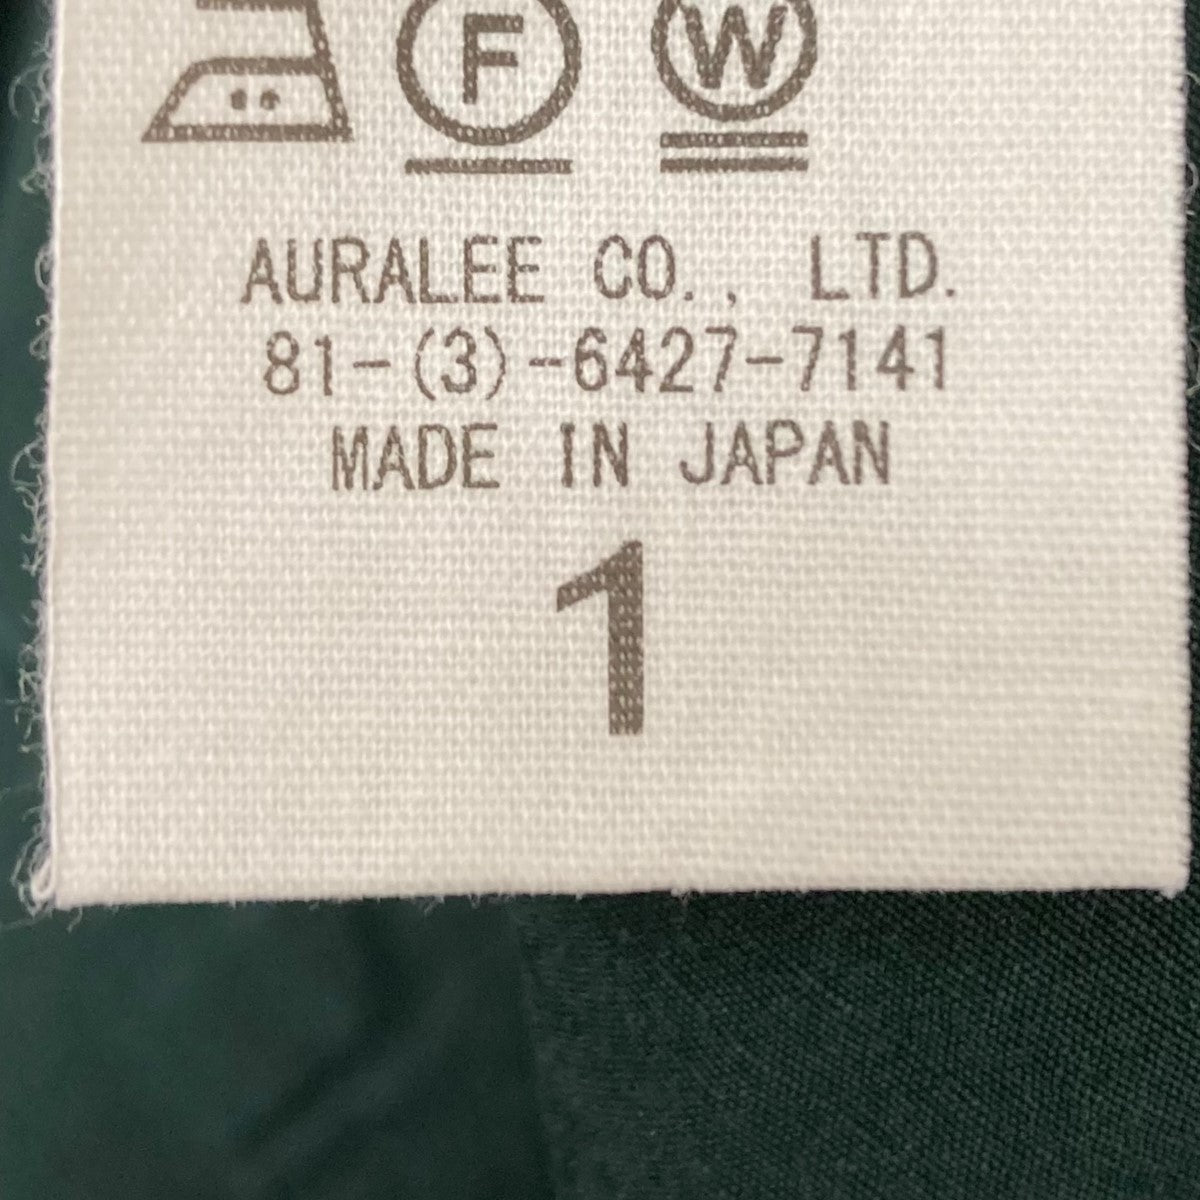 F W
AURALEE CO., LTD.
81-(3)-6427-7141
MADE IN JAPAN
1